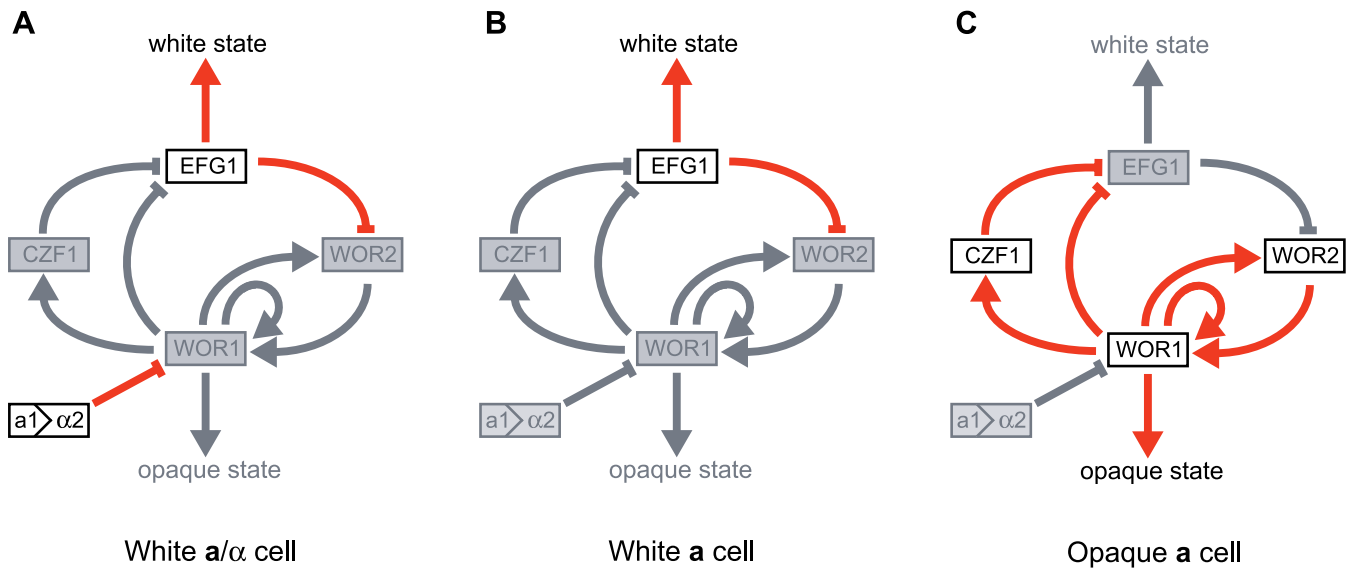 A
white state
EFG1
CZF1
WOR2
WOR1
a1 α2
opaque state
White a/α cell
B
white state
EFG1
CZF1
WOR2
WOR1
a1 α2
opaque state
White a cell
C
white state
EFG1
CZF1
WOR2
WOR1
a1 α2
opaque state
Opaque a cell